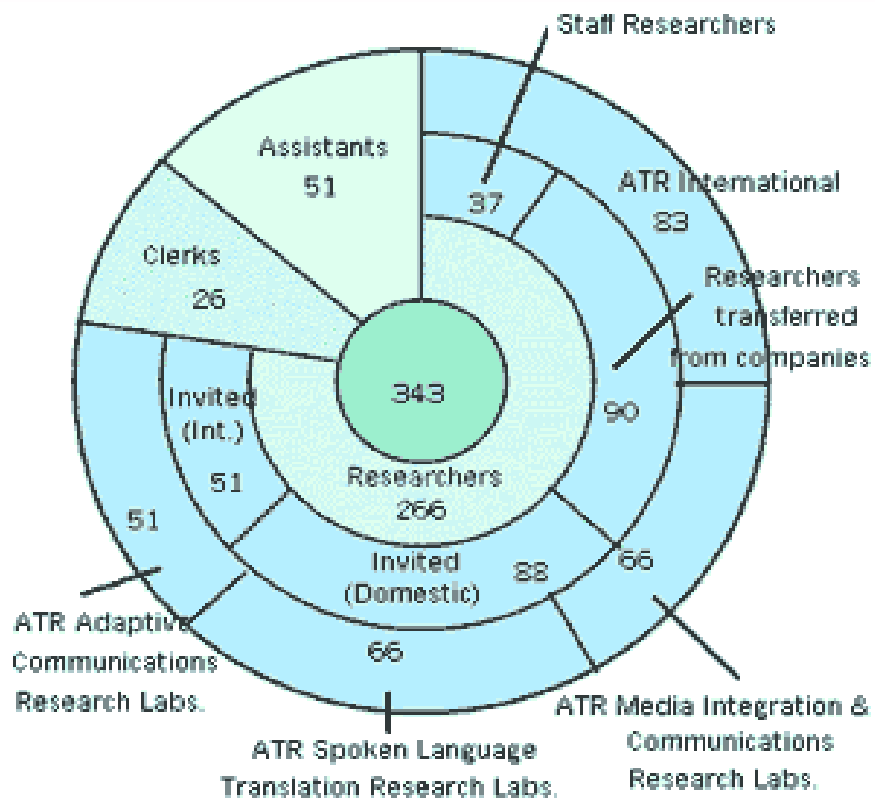 Staff Researchers
Assistants
51
37
ATR International
83
Clerks
26
Researchers
transferred
from companies
343
90
Invited
(Int.)
51
Researchers
266
51
Invited
(Domestic)
88
66
ATR Adaptive
Communications
Research Labs.
66
ATR Media Integration &
Communications
Research Labs.
ATR Spoken Language
Translation Research Labs.